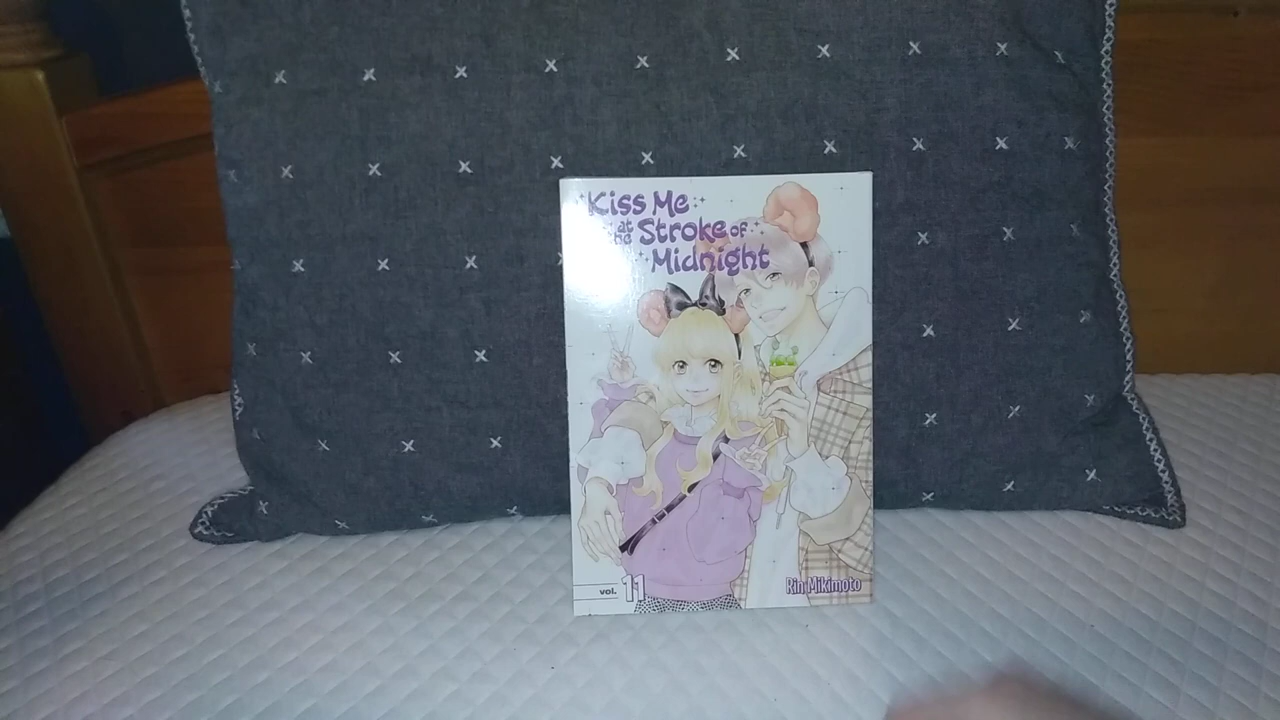 Kiss Me
at the Stroke of
Midnight
vol. 11
Rin Mikimoto